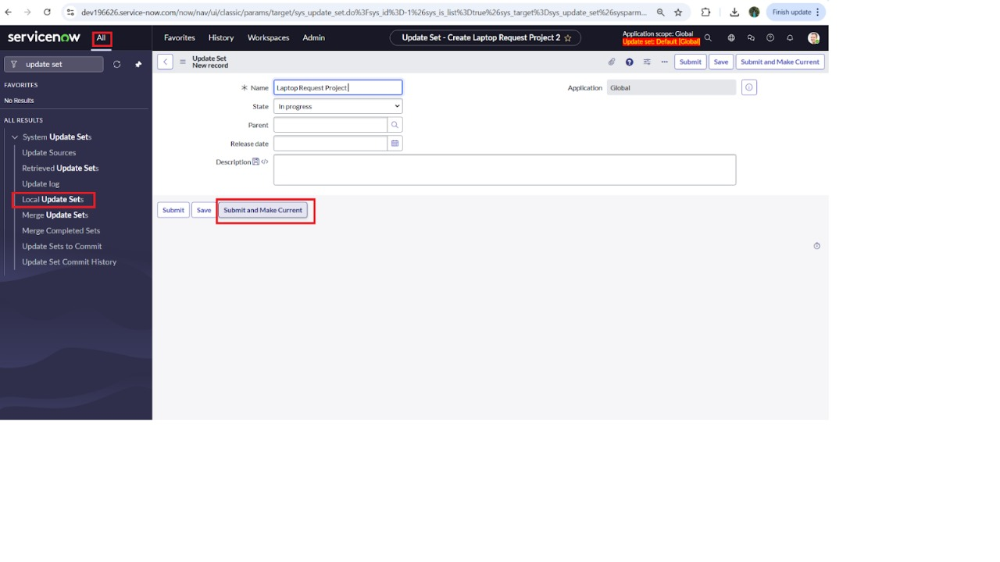 dev196626.service-now.com/now/nav/ui/classic/params/target/sys_update_set.do%3Fsys_id%3D-1%26sys_is_list%3Dtrue%26sys_target%3Dsys_update_set%26sysparm...
Finish update
servicenow
All
Favorites
History
Workspaces
Admin
Update Set - Create Laptop Request Project 2
Application scope: Global
Update set: Default [Global]
update set
FAVORITES
No Results
ALL RESULTS
System Update Sets
Update Sources
Retrieved Update Sets
Update log
Local Update Sets
Merge Update Sets
Merge Completed Sets
Update Sets to Commit
Update Set Commit History
Update Set
New record
Submit
Save
Submit and Make Current
Name
Laptop Request Project
Application
Global
State
In progress
Parent
Release date
Description
Submit
Save
Submit and Make Current